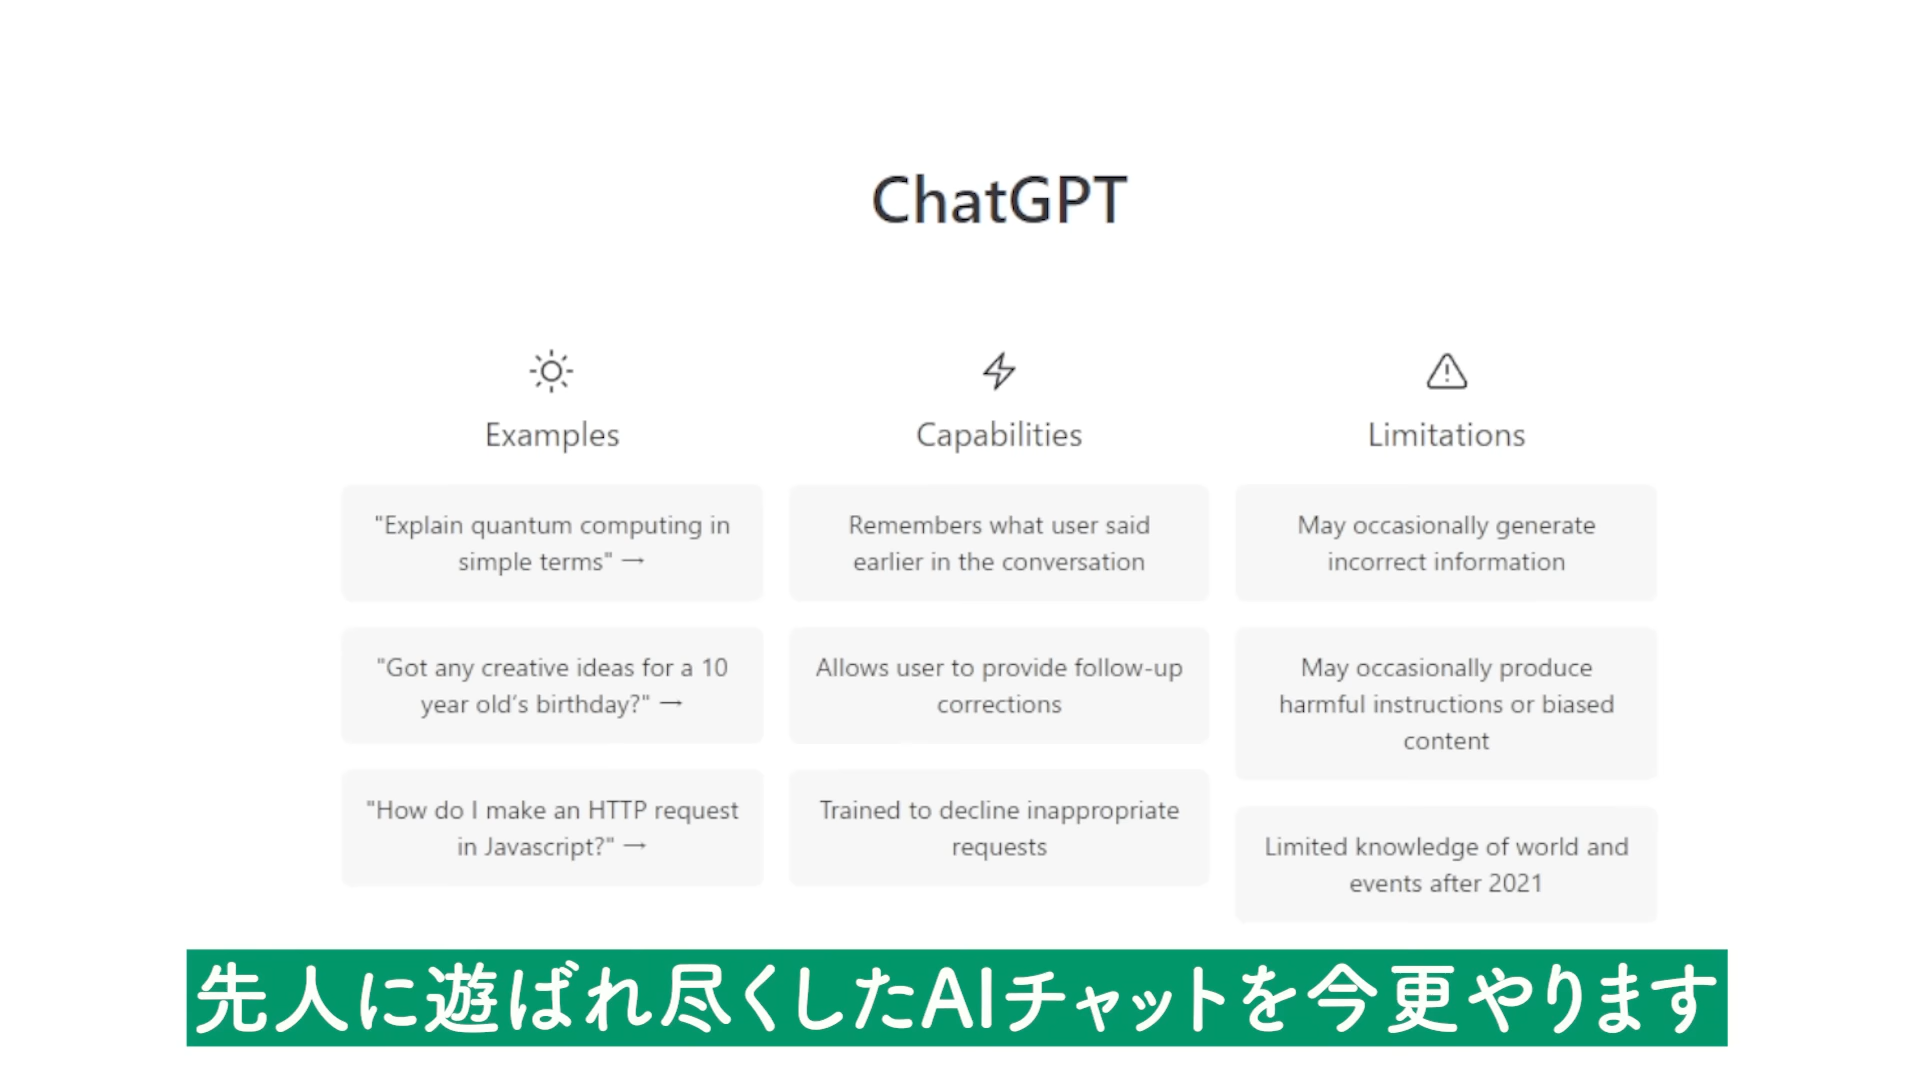 ChatGPT
Examples
"Explain quantum computing in
simple terms" →
"Got any creative ideas for a 10
year old's birthday?" →
"How do I make an HTTP request
in Javascript?" →
Capabilities
Remembers what user said
earlier in the conversation
Allows user to provide follow-up
corrections
Trained to decline inappropriate
requests
Limitations
May occasionally generate
incorrect information
May occasionally produce
harmful instructions or biased
content
Limited knowledge of world and
events after 2021
先人に遊ばれ尽くしたAIチャットを今更やります